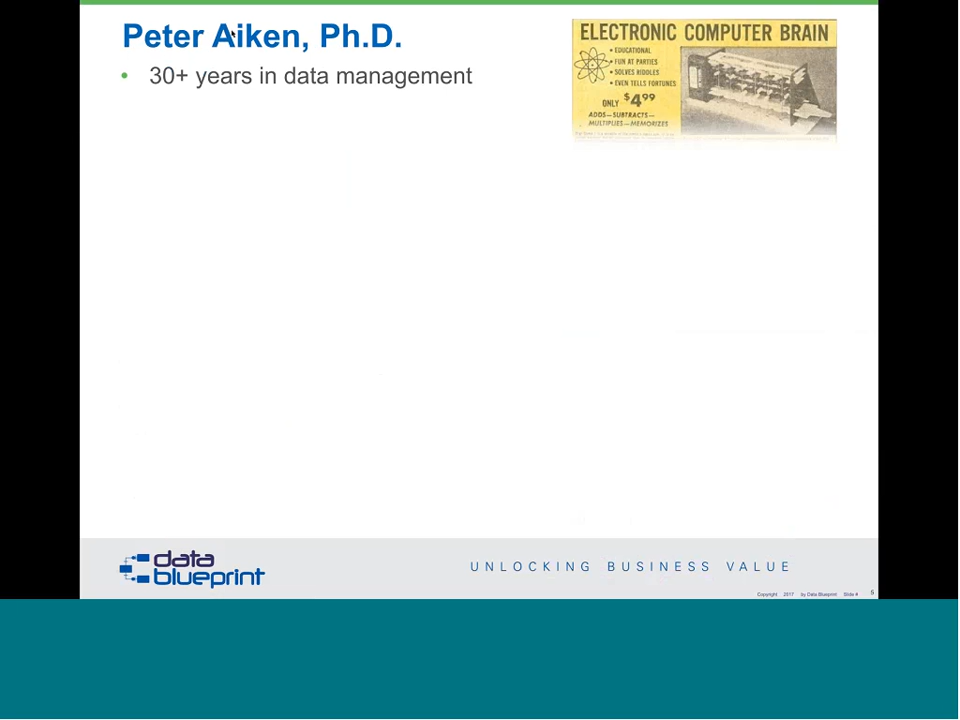 Peter Aiken, Ph.D.
• 30+ years in data management
ELECTRONIC COMPUTER BRAIN
• EDUCATIONAL
• FUN AT PARTIES
• SOLVES RIDDLES
• EVEN TELLS FORTUNES
ONLY $4.99
ADDS—SUBTRACTS—
MULTIPLIES—MEMORIZES
data
blueprint
UNLOCKING BUSINESS VALUE
Copyright 2017 by Data Blueprint Slide # 5